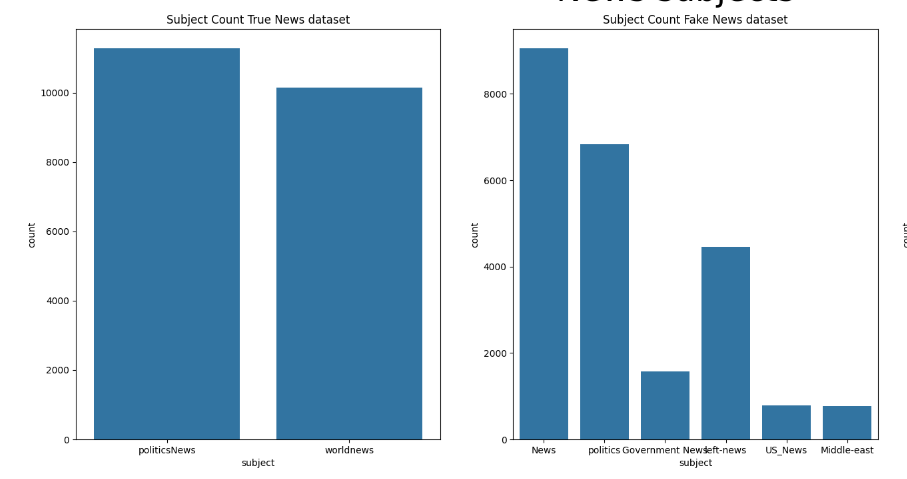 News Subjects
Subject Count True News dataset
Subject Count Fake News dataset
10000
8000
6000
4000
2000
0
count
politicsNews
worldnews
subject
8000
6000
4000
2000
0
count
News
politics
Government News
left-news
US_News
Middle-east
subject
count